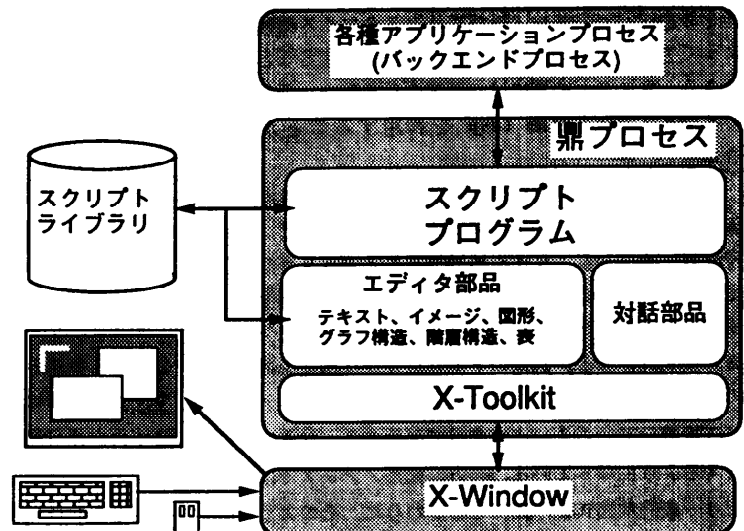 各種アプリケーションプロセス
(バックエンドプロセス)
鼎プロセス
スクリプト
ライブラリ
スクリプト
プログラム
エディタ部品
テキスト、イメージ、図形、
グラフ構造、階層構造、表
対話部品
X-Toolkit
X-Window